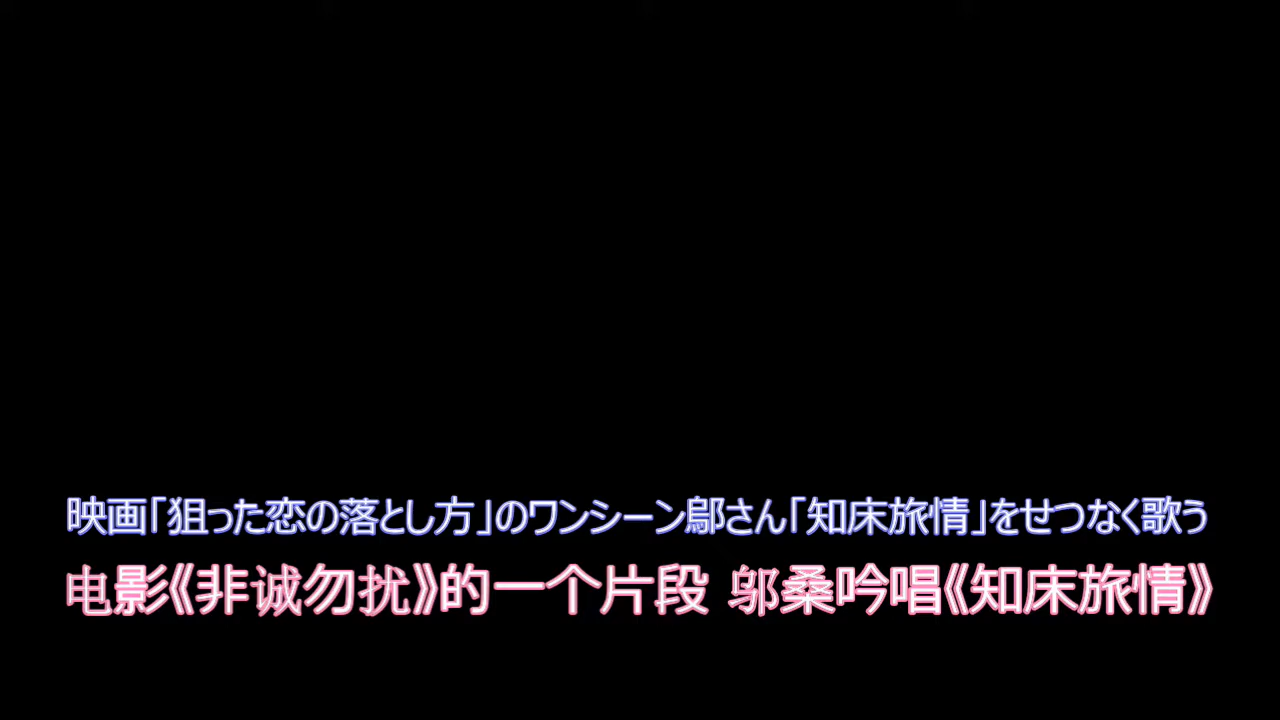 映画「狙った恋の落とし方」のワンシーン鄔さん「知床旅情」をせつなく歌う
电影《非诚勿扰》的一个片段 邬桑吟唱《知床旅情》